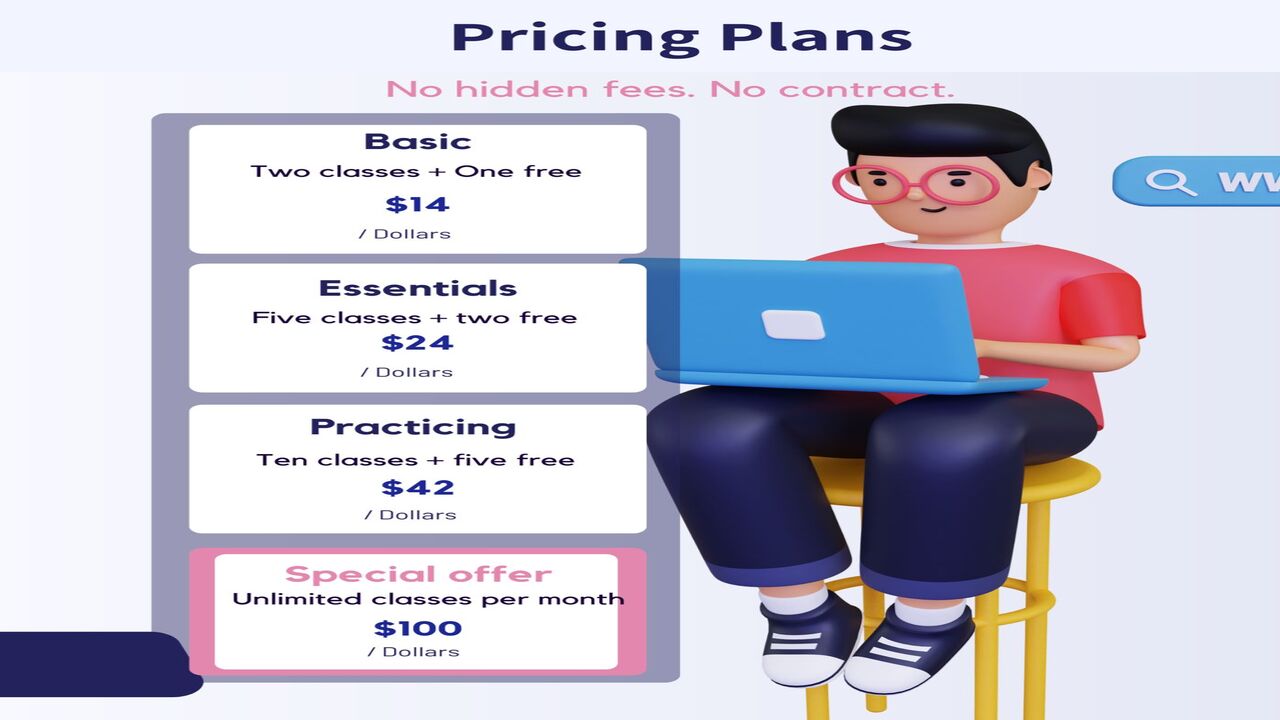 Pricing Plans
No hidden fees. No contract.
Basic
Two classes + One free
$14
/ Dollars
Essentials
Five classes + two free
$24
/ Dollars
Practicing
Ten classes + five free
$42
/ Dollars
Special offer
Unlimited classes per month
$100
/ Dollars